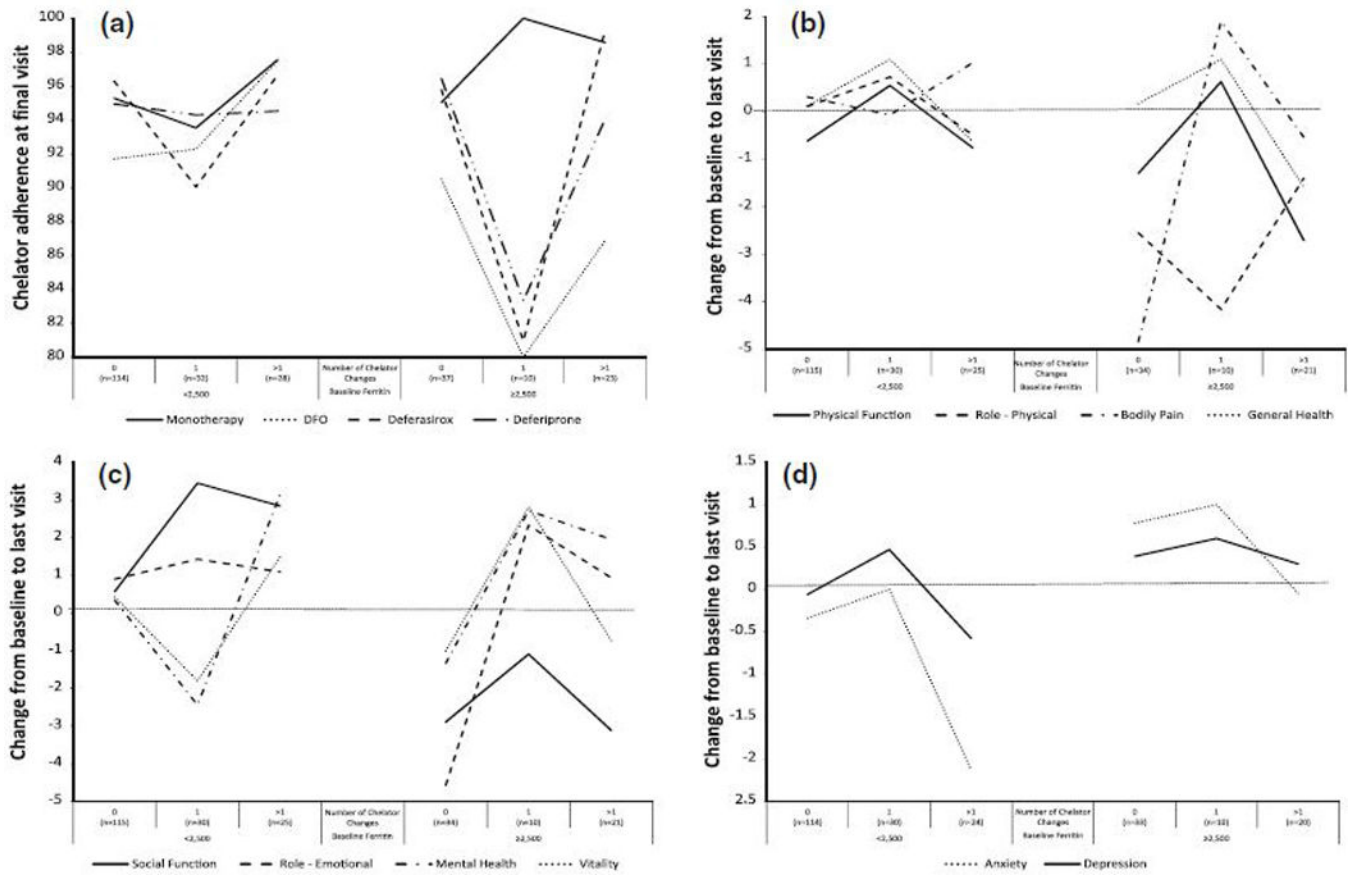 (a)
Chelator adherence at final visit
100
98
96
94
92
90
88
86
84
82
80
0 1 >1 Number of Chelator 0 1 >1
Changes
<2,500 Baseline Ferritin ≥2,500
Monotherapy DFO Deferasirox Deferiprone
(b)
Change from baseline to last visit
2
1
0
-1
-2
-3
-4
-5
0 1 >1 Number of Chelator 0 1 >1
(n=115) (n=30) (n=25) Changes (n=34) (n=10) (n=21)
<2,500 Baseline Ferritin ≥2,500
Physical Function Role - Physical Bodily Pain General Health
(c)
Change from baseline to last visit
4
3
2
1
0
-1
-2
-3
-4
-5
0 1 >1 Number of Chelator 0 1 >1
(n=115) (n=30) (n=25) Changes (n=10) (n=21)
<2,500 Baseline Ferritin ≥2,500
Social Function Role - Emotional Mental Health Vitality
(d)
Change from baseline to last visit
1.5
1
0.5
0
-0.5
-1
-1.5
-2
2.5
0 1 >1 Number of Chelator 0 1 >1
(n=114) (n=30) (n=24) Changes (n=10) (n=20)
<2,500 Baseline Ferritin ≥2,500
Anxiety Depression